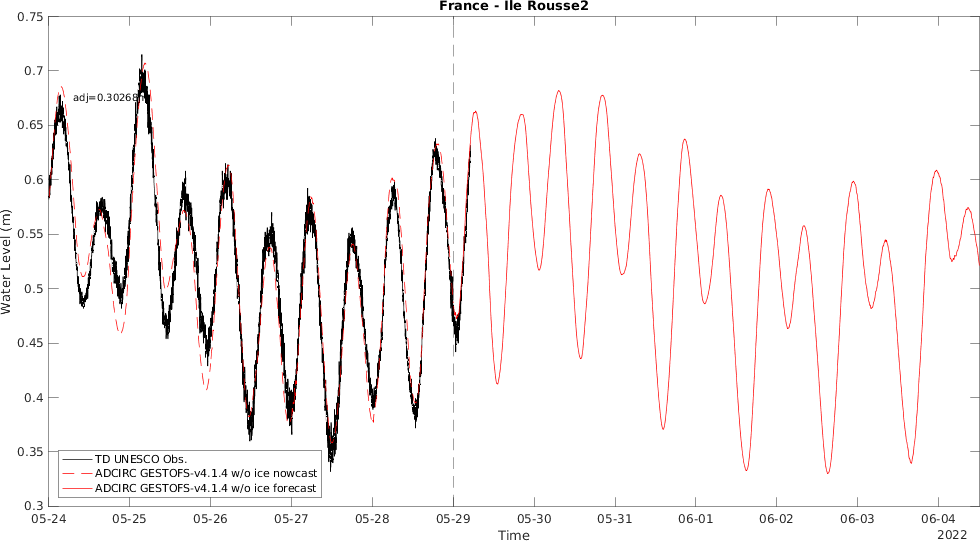 France - Ile Rousse2
0.75
0.7
0.65
0.6
0.55
0.5
0.45
0.4
0.35
0.3
Water Level (m)
adj=0.30268
TD UNESCO Obs.
ADCIRC GESTOFS-v4.1.4 w/o ice nowcast
ADCIRC GESTOFS-v4.1.4 w/o ice forecast
05-24 05-25 05-26 05-27 05-28 05-29 05-30 05-31 06-01 06-02 06-03 06-04
Time
2022